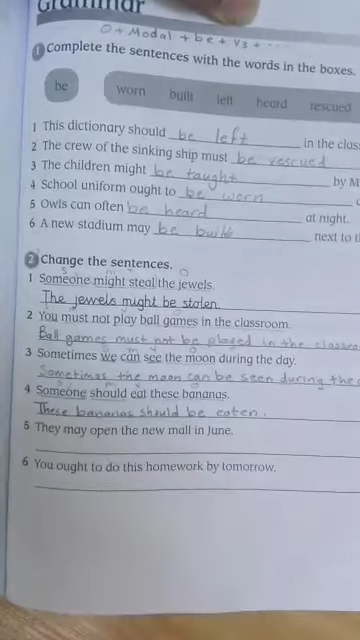 Grammar
O + Modal + be + V3 + ...
1 Complete the sentences with the words in the boxes.
be worn built left heard rescued
1 This dictionary should be left in the clas
2 The crew of the sinking ship must be rescued
3 The children might be taught by M
4 School uniform ought to be worn
5 Owls can often be heard at night.
6 A new stadium may be built next to t
2 Change the sentences.
1 Someone might steal the jewels.
The jewels might be stolen
2 You must not play ball games in the classroom.
Ball games must not be played in the classro
3 Sometimes we can see the moon during the day.
Sometimes the moon can be seen during the
4 Someone should eat these bananas.
These bananas should be eaten.
5 They may open the new mall in June.
6 You ought to do this homework by tomorrow.